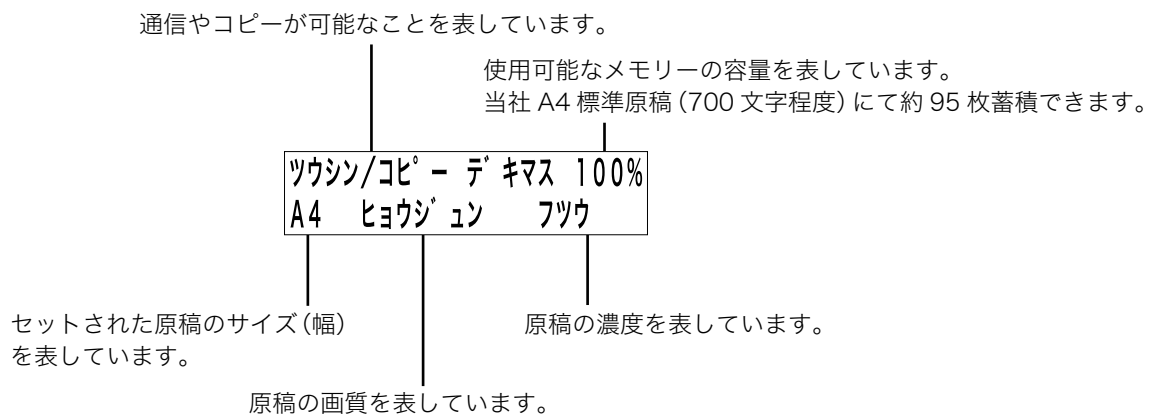 通信やコピーが可能なことを表しています。
使用可能なメモリーの容量を表しています。
当社 A4 標準原稿(700 文字程度)にて約 95 枚蓄積できます。
ツウシン/コピー デキマス 100%
A4 ヒョウジュン フツウ
セットされた原稿のサイズ(幅)
を表しています。
原稿の濃度を表しています。
原稿の画質を表しています。